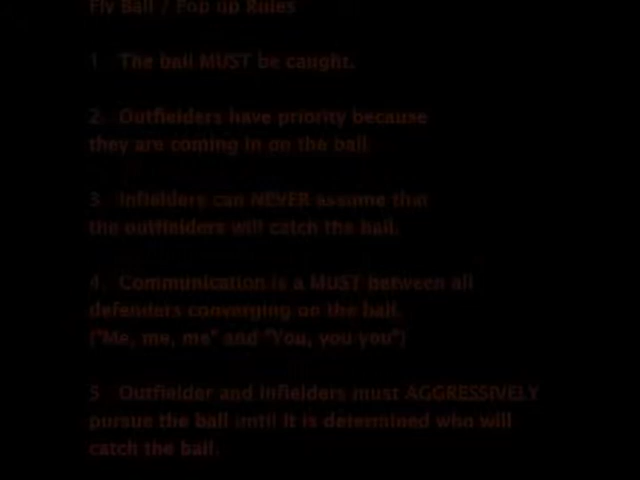 Fly Ball / Pop up Rules
1. The ball MUST be caught.
2. Outfielders have priority because
they are coming in on the ball.
3. Infielders can NEVER assume that
the outfielders will catch the ball.
4. Communication is a MUST between all
defenders converging on the ball.
("Me, me, me" and "You, you you")
5. Outfielder and infielders must AGGRESSIVELY
pursue the ball until it is determined who will
catch the ball.